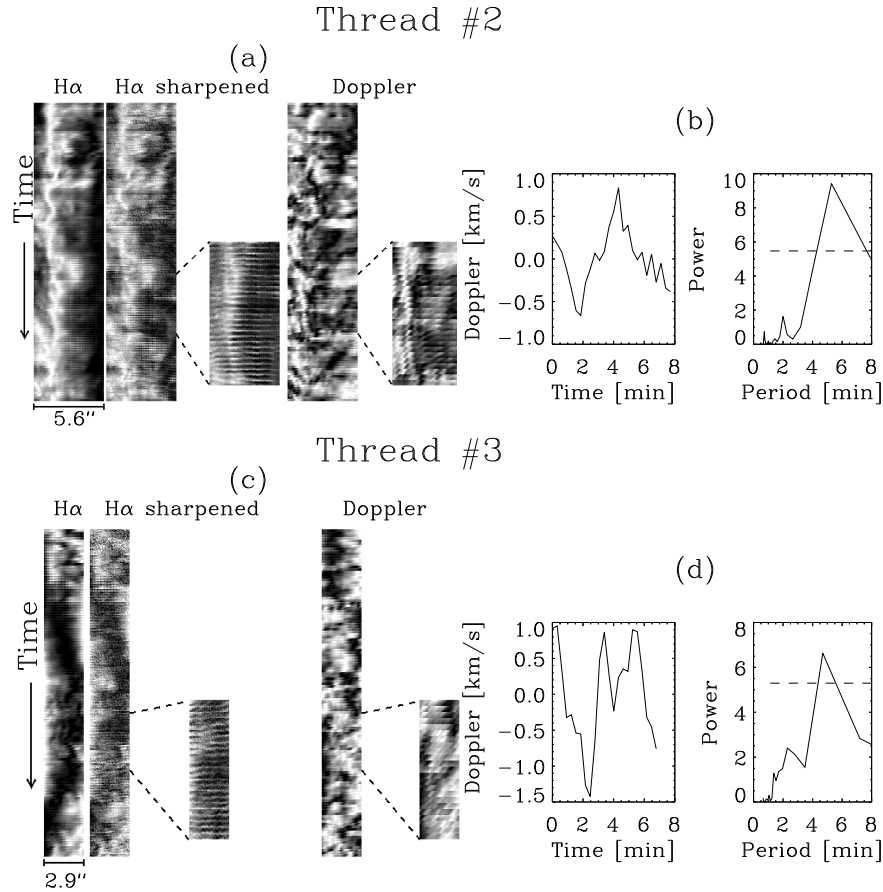 Thread #2
(a)
Hα Hα sharpened Doppler
(b)
Time
5.6''
Doppler [km/s]
1.0
0.5
0.0
−0.5
−1.0
0 2 4 6 8
Time [min]
Power
10
8
6
4
2
0
0 2 4 6 8
Period [min]
Thread #3
(c)
Hα Hα sharpened Doppler
(d)
Time
2.9''
Doppler [km/s]
1.0
0.5
0.0
−0.5
−1.0
−1.5
0 2 4 6 8
Time [min]
Power
8
6
4
2
0
0 2 4 6 8
Period [min]